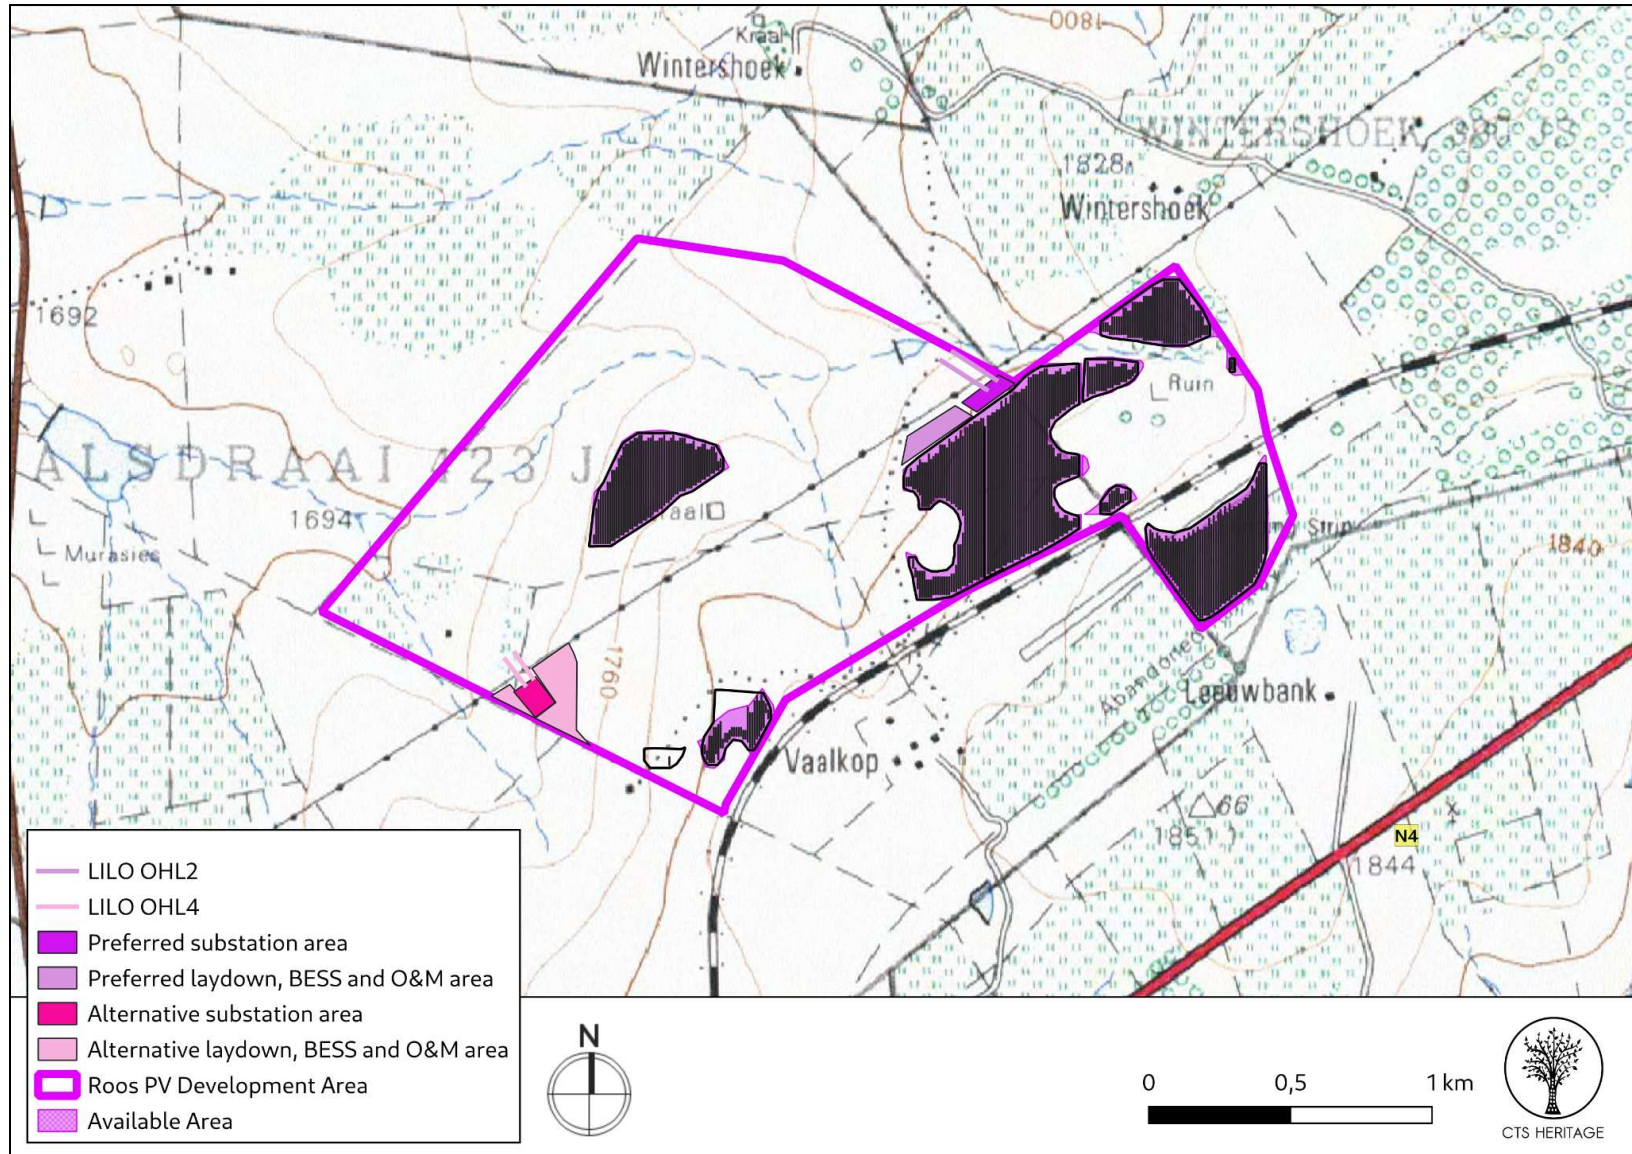 Kraal
1800
Wintershoek
WINTERSHOEK 380 JS
1828
Wintershoek
1692
Ruin
ALSDRAAI 423 J
1694
raal
Strip
1840
Murasies
1760
Abandoned
Leeuwbank
Vaalkop
66
1851
N4
1844
LILO OHL2
LILO OHL4
Preferred substation area
Preferred laydown, BESS and O&M area
Alternative substation area
Alternative laydown, BESS and O&M area
Roos PV Development Area
Available Area
N
0 0,5 1 km
CTS HERITAGE